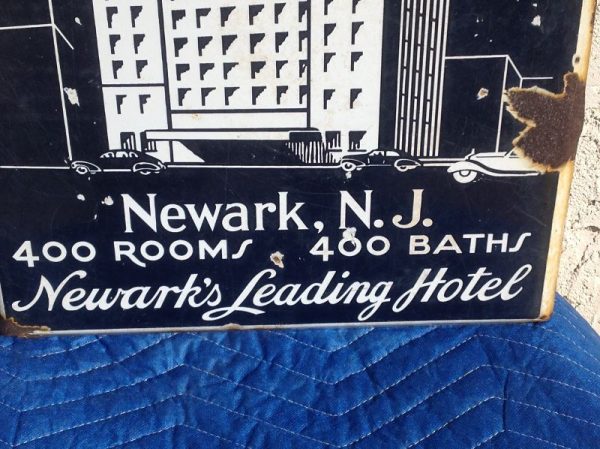 Newark, N. J.
400 ROOMS 400 BATHS
Newark's Leading Hotel